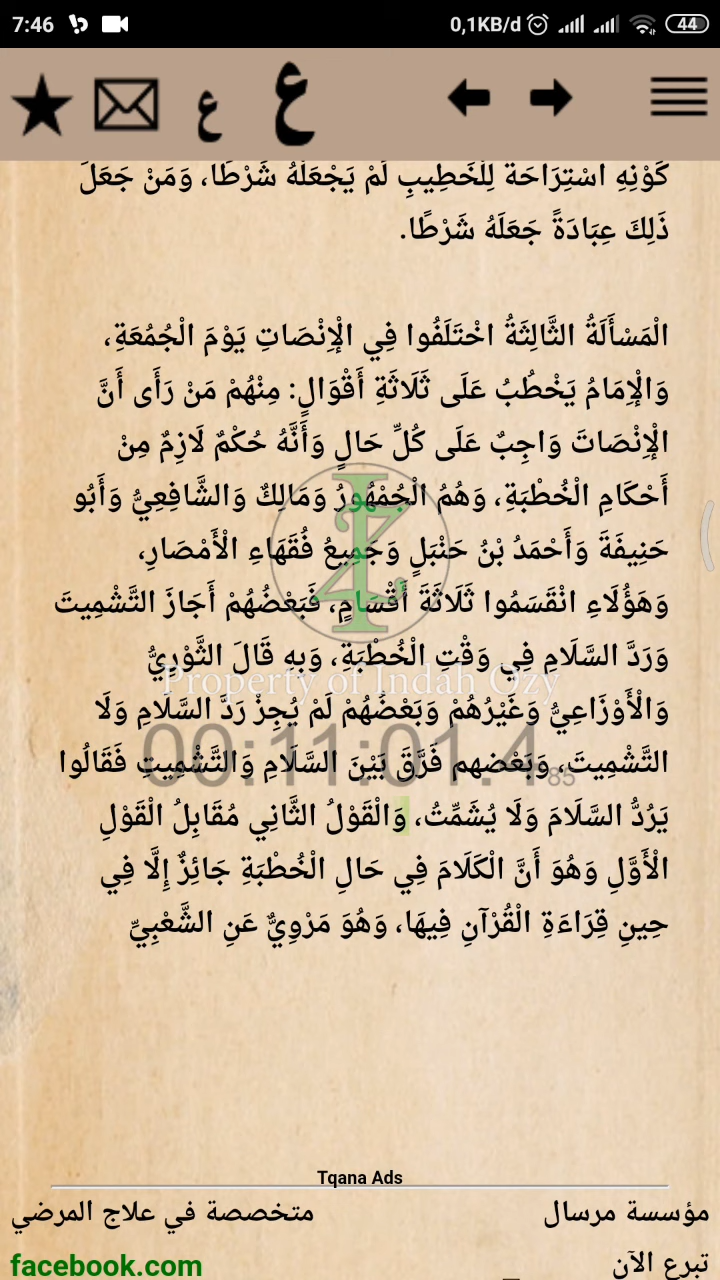 7:46
0,1KB/d
44
ع ع
كَوْنِهِ اسْتِرَاحَةً لِلْخَطِيبِ لَمْ يَجْعَلْهُ شَرْطًا، وَمَنْ جَعَلَ
ذَلِكَ عِبَادَةً جَعَلَهُ شَرْطًا.
الْمَسْأَلَةُ الثَّالِثَةُ اخْتَلَفُوا فِي الْإِنْصَاتِ يَوْمَ الْجُمُعَةِ،
وَالْإِمَامُ يَخْطُبُ عَلَى ثَلَاثَةِ أَقْوَالٍ: مِنْهُمْ مَنْ رَأَى أَنَّ
الْإِنْصَاتَ وَاجِبٌ عَلَى كُلِّ حَالٍ وَأَنَّهُ حُكْمٌ لَازِمٌ مِنْ
أَحْكَامِ الْخُطْبَةِ، وَهُمُ الْجُمْهُورُ وَمَالِكٌ وَالشَّافِعِيُّ وَأَبُو
حَنِيفَةَ وَأَحْمَدُ بْنُ حَنْبَلٍ وَجَمِيعُ فُقَهَاءِ الْأَمْصَارِ،
وَهَؤُلَاءِ انْقَسَمُوا ثَلَاثَةَ أَقْسَامٍ، فَبَعْضُهُمْ أَجَازَ التَّشْمِيتَ
وَرَدَّ السَّلَامِ فِي وَقْتِ الْخُطْبَةِ، وَبِهِ قَالَ الثَّوْرِيُّ
Property of Indah Ozy
وَالْأَوْزَاعِيُّ وَغَيْرُهُمْ وَبَعْضُهُمْ لَمْ يُجِزْ رَدَّ السَّلَامِ وَلَا
00:11:01.485
التَّشْمِيتَ، وَبَعْضهم فَرَّقَ بَيْنَ السَّلَامِ وَالتَّشْمِيتِ فَقَالُوا
يَرُدُّ السَّلَامَ وَلَا يُشَمِّتُ، وَالْقَوْلُ الثَّانِي مُقَابِلُ الْقَوْلِ
الْأَوَّلِ وَهُوَ أَنَّ الْكَلَامَ فِي حَالِ الْخُطْبَةِ جَائِزٌ إِلَّا فِي
حِينِ قِرَاءَةِ الْقُرْآنِ فِيهَا، وَهُوَ مَرْوِيٌّ عَنِ الشَّعْبِيِّ
Tqana Ads
مؤسسة مرسال متخصصة في علاج المرضي
تبرع الآن facebook.com